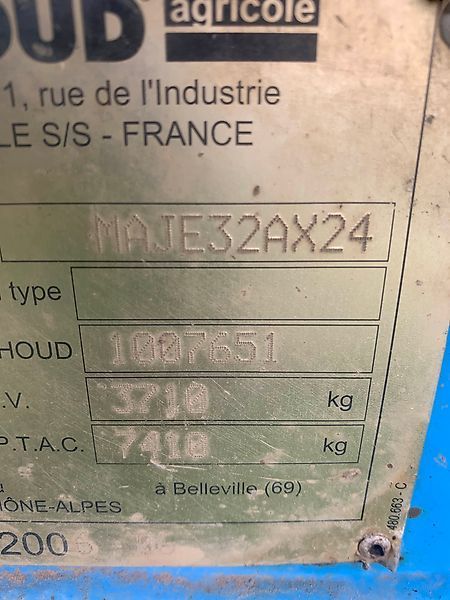 OUD agricole
1, rue de l'Industrie
LE S/S - FRANCE
MAJE32AX24
type
HOUD 1007651
.V. 3710 kg
P.T.A.C. 7410 kg
à Belleville (69)
HÔNE-ALPES
200
480.663 - C